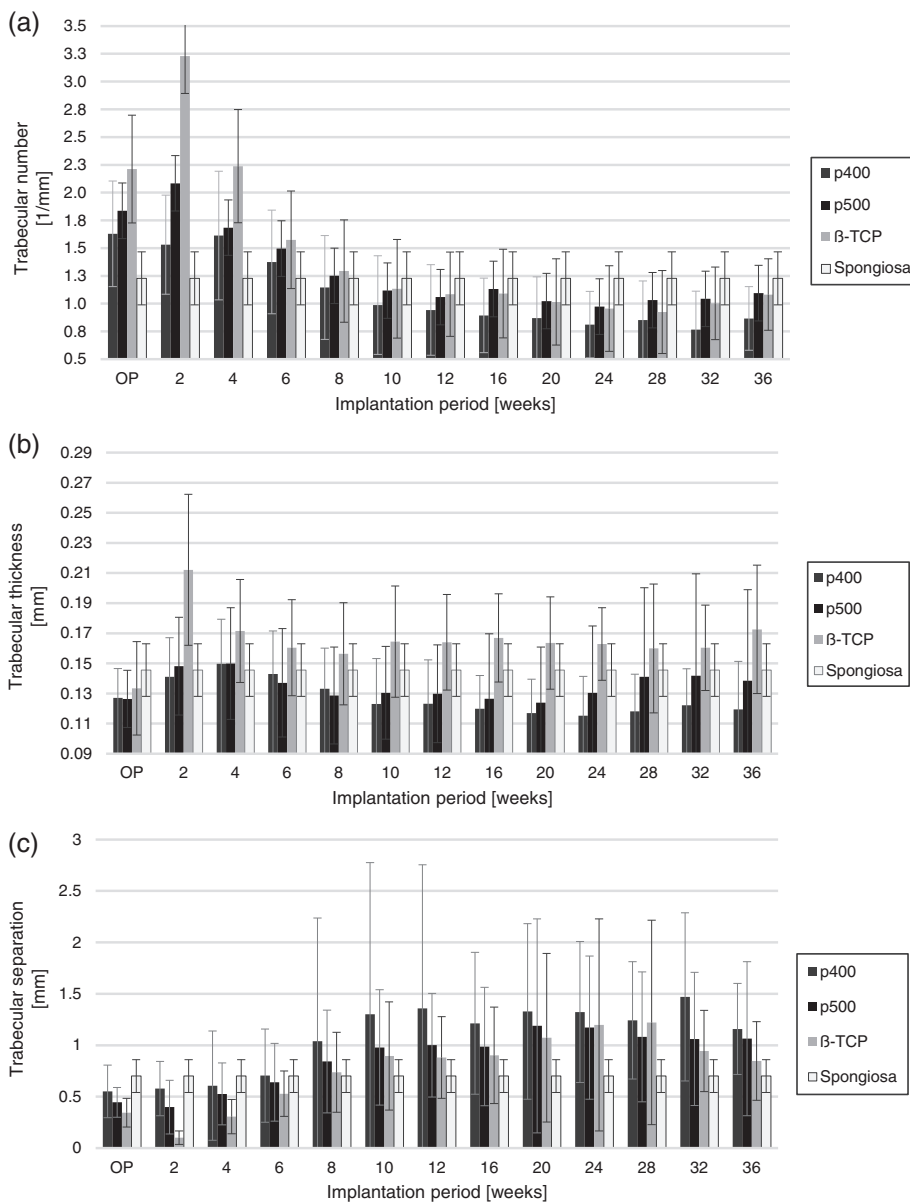 (a)
Trabecular number
[1/mm]
3.5
3.3
3.0
2.8
2.5
2.3
2.0
1.8
1.5
1.3
1.0
0.8
0.5
OP 2 4 6 8 10 12 16 20 24 28 32 36
Implantation period [weeks]
p400
p500
ß-TCP
Spongiosa
(b)
Trabecular thickness
[mm]
0.29
0.27
0.25
0.23
0.21
0.19
0.17
0.15
0.13
0.11
0.09
OP 2 4 6 8 10 12 16 20 24 28 32 36
Implantation period [weeks]
p400
p500
ß-TCP
Spongiosa
(c)
Trabecular separation
[mm]
3
2.5
2
1.5
1
0.5
0
OP 2 4 6 8 10 12 16 20 24 28 32 36
Implantation period [weeks]
p400
p500
ß-TCP
Spongiosa